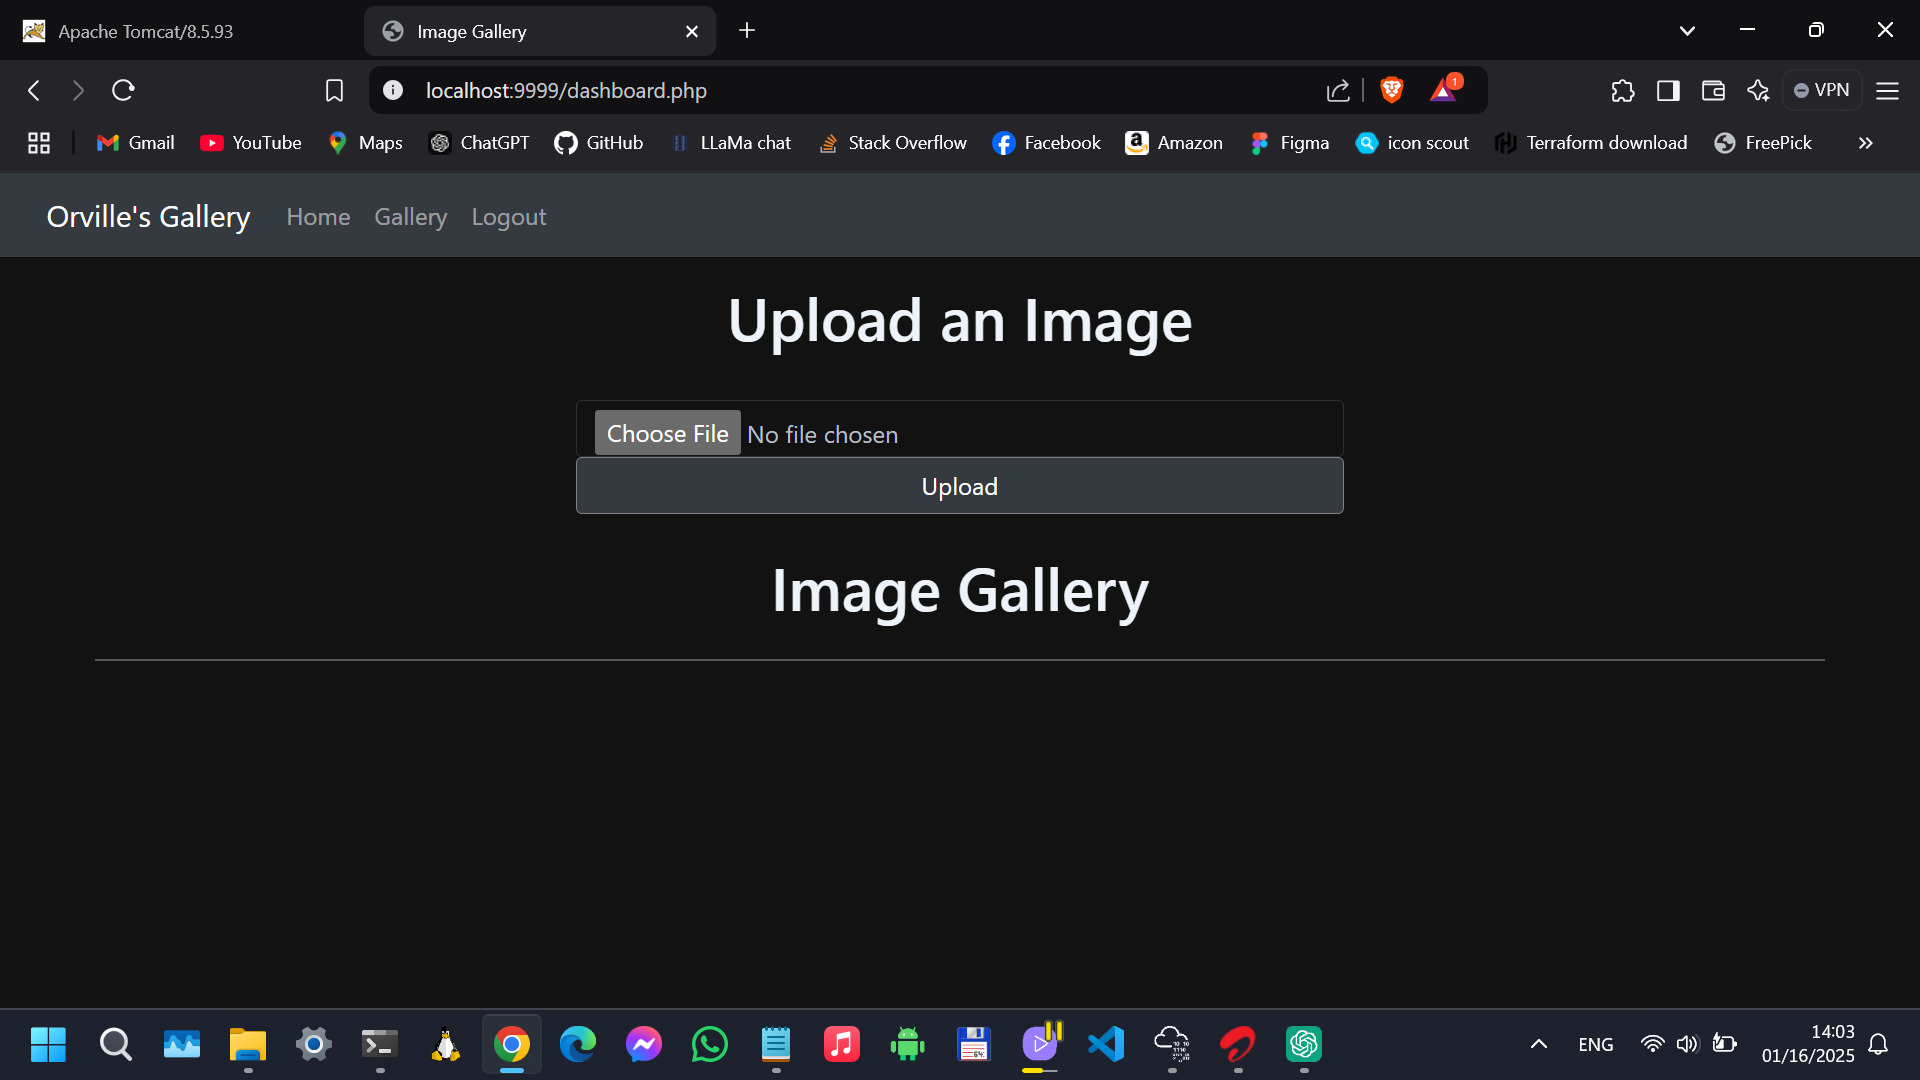 Apache Tomcat/8.5.93
Image Gallery
localhost:9999/dashboard.php
1
VPN
Gmail
YouTube
Maps
ChatGPT
GitHub
LLaMa chat
Stack Overflow
Facebook
Amazon
Figma
icon scout
Terraform download
FreePick
Orville's Gallery
Home
Gallery
Logout
Upload an Image
Choose File No file chosen
Upload
Image Gallery
ENG
14:03
01/16/2025